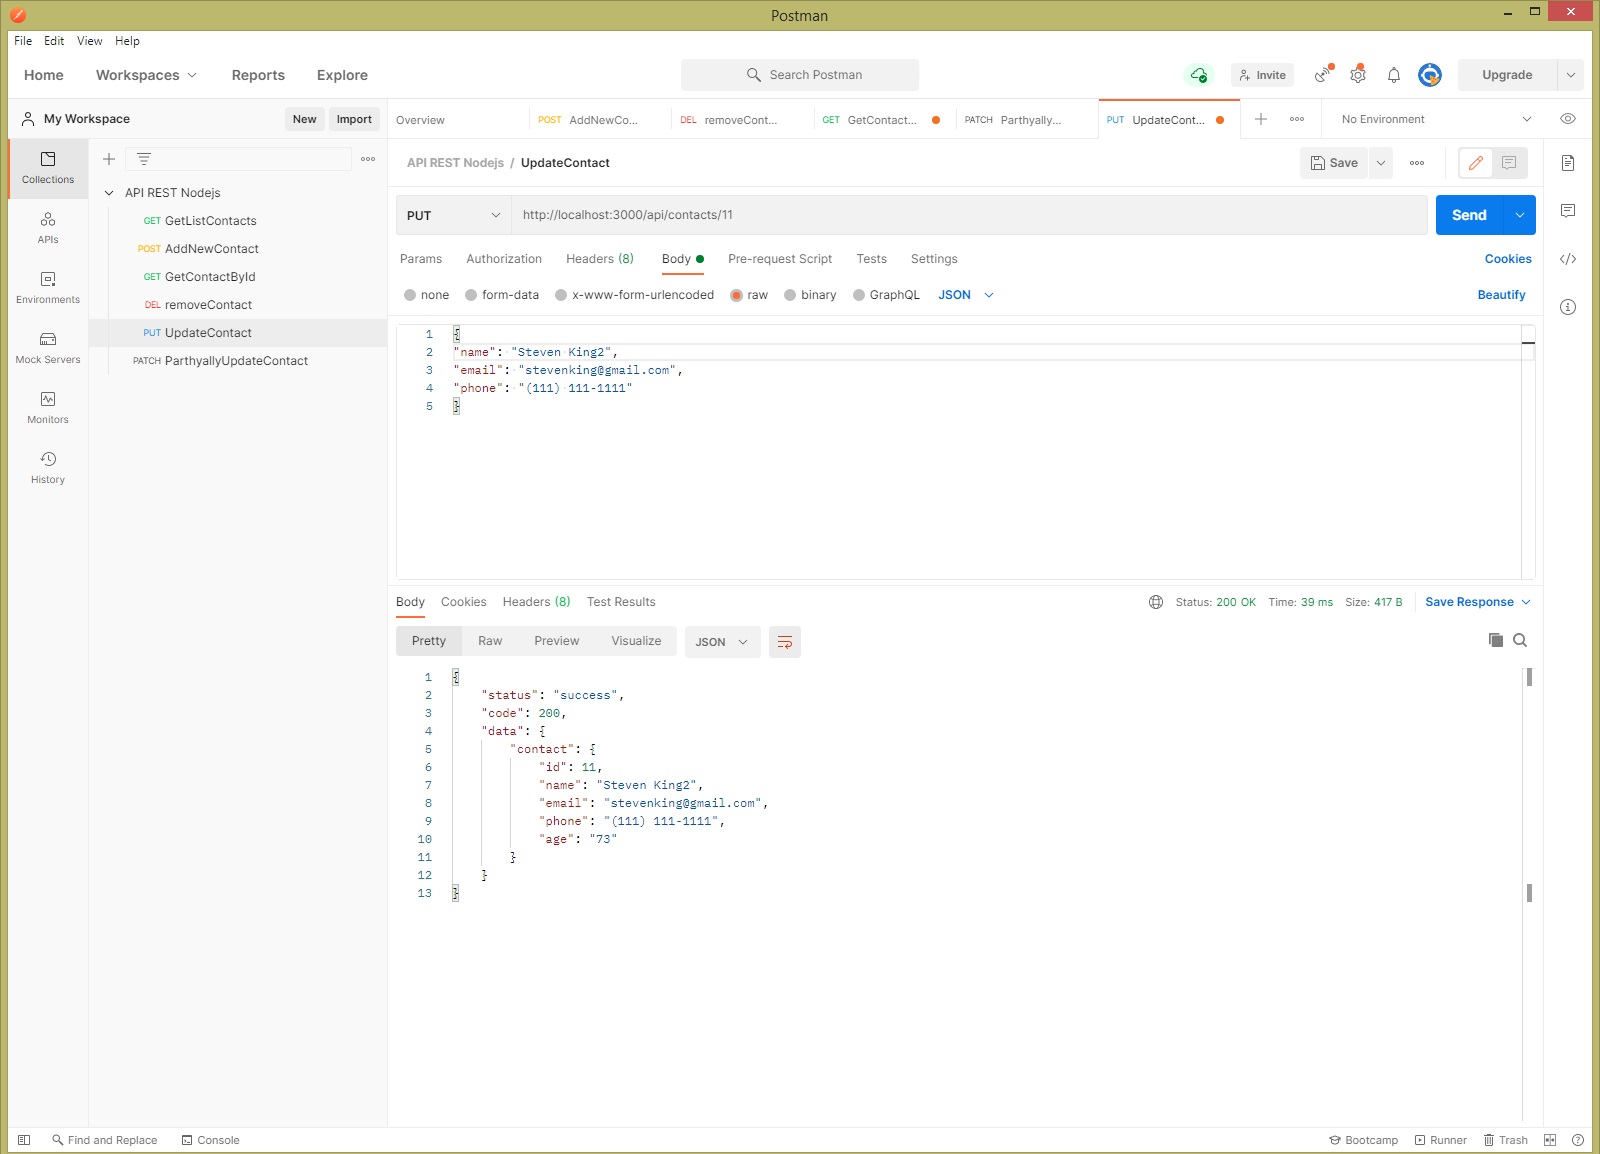 Postman
File Edit View Help
Home Workspaces Reports Explore Search Postman Invite Upgrade
My Workspace New Import
Overview POST AddNewCo... DEL removeCont... GET GetContact... PATCH Parthyally... PUT UpdateCont... No Environment
Collections
APIs
Environments
Mock Servers
Monitors
History
API REST Nodejs
GET GetListContacts
POST AddNewContact
GET GetContactById
DEL removeContact
PUT UpdateContact
PATCH ParthyallyUpdateContact
API REST Nodejs / UpdateContact Save
PUT http://localhost:3000/api/contacts/11 Send
Params Authorization Headers (8) Body Pre-request Script Tests Settings Cookies
none form-data x-www-form-urlencoded raw binary GraphQL JSON Beautify
1 {
2 "name": "Steven King2",
3 "email": "stevenking@gmail.com",
4 "phone": "(111) 111-1111"
5 }
Body Cookies Headers (8) Test Results Status: 200 OK Time: 39 ms Size: 417 B Save Response
Pretty Raw Preview Visualize JSON
1 {
2 "status": "success",
3 "code": 200,
4 "data": {
5 "contact": {
6 "id": 11,
7 "name": "Steven King2",
8 "email": "stevenking@gmail.com",
9 "phone": "(111) 111-1111",
10 "age": "73"
11 }
12 }
13 }
Find and Replace Console Bootcamp Runner Trash